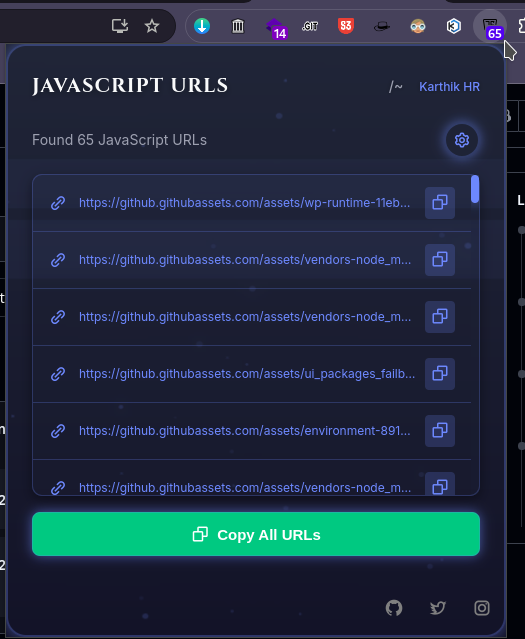 14
.GIT
S3
65
JAVASCRIPT URLS
/~ Karthik HR
Found 65 JavaScript URLs
https://github.githubassets.com/assets/wp-runtime-11eb...
https://github.githubassets.com/assets/vendors-node_m...
https://github.githubassets.com/assets/vendors-node_m...
https://github.githubassets.com/assets/ui_packages_failb...
https://github.githubassets.com/assets/environment-891...
https://github.githubassets.com/assets/vendors-node_m...
Copy All URLs